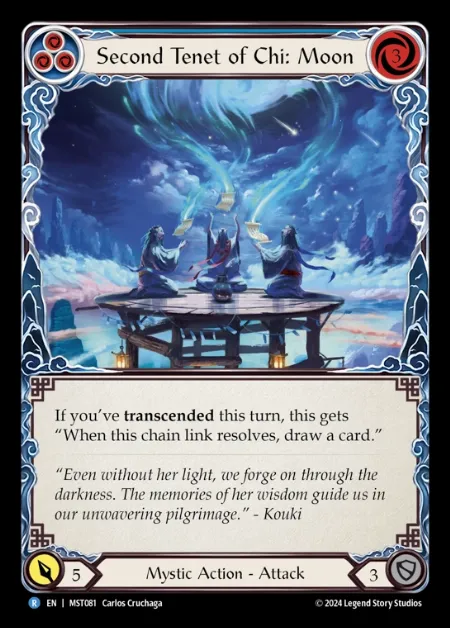 Second Tenet of Chi: Moon
3
If you've transcended this turn, this gets
“When this chain link resolves, draw a card.”
“Even without her light, we forge on through the
darkness. The memories of her wisdom guide us in
our unwavering pilgrimage.” - Kouki
5
Mystic Action - Attack
3
R EN | MST081 Carlos Cruchaga
© 2024 Legend Story Studios